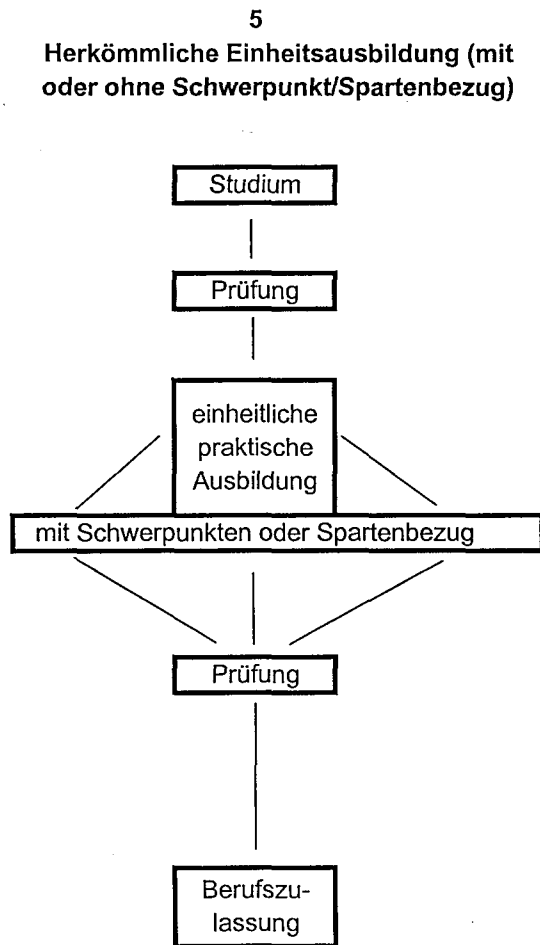 5
Herkömmliche Einheitsausbildung (mit
oder ohne Schwerpunkt/Spartenbezug)
Studium
Prüfung
einheitliche
praktische
Ausbildung
mit Schwerpunkten oder Spartenbezug
Prüfung
Berufszu-
lassung